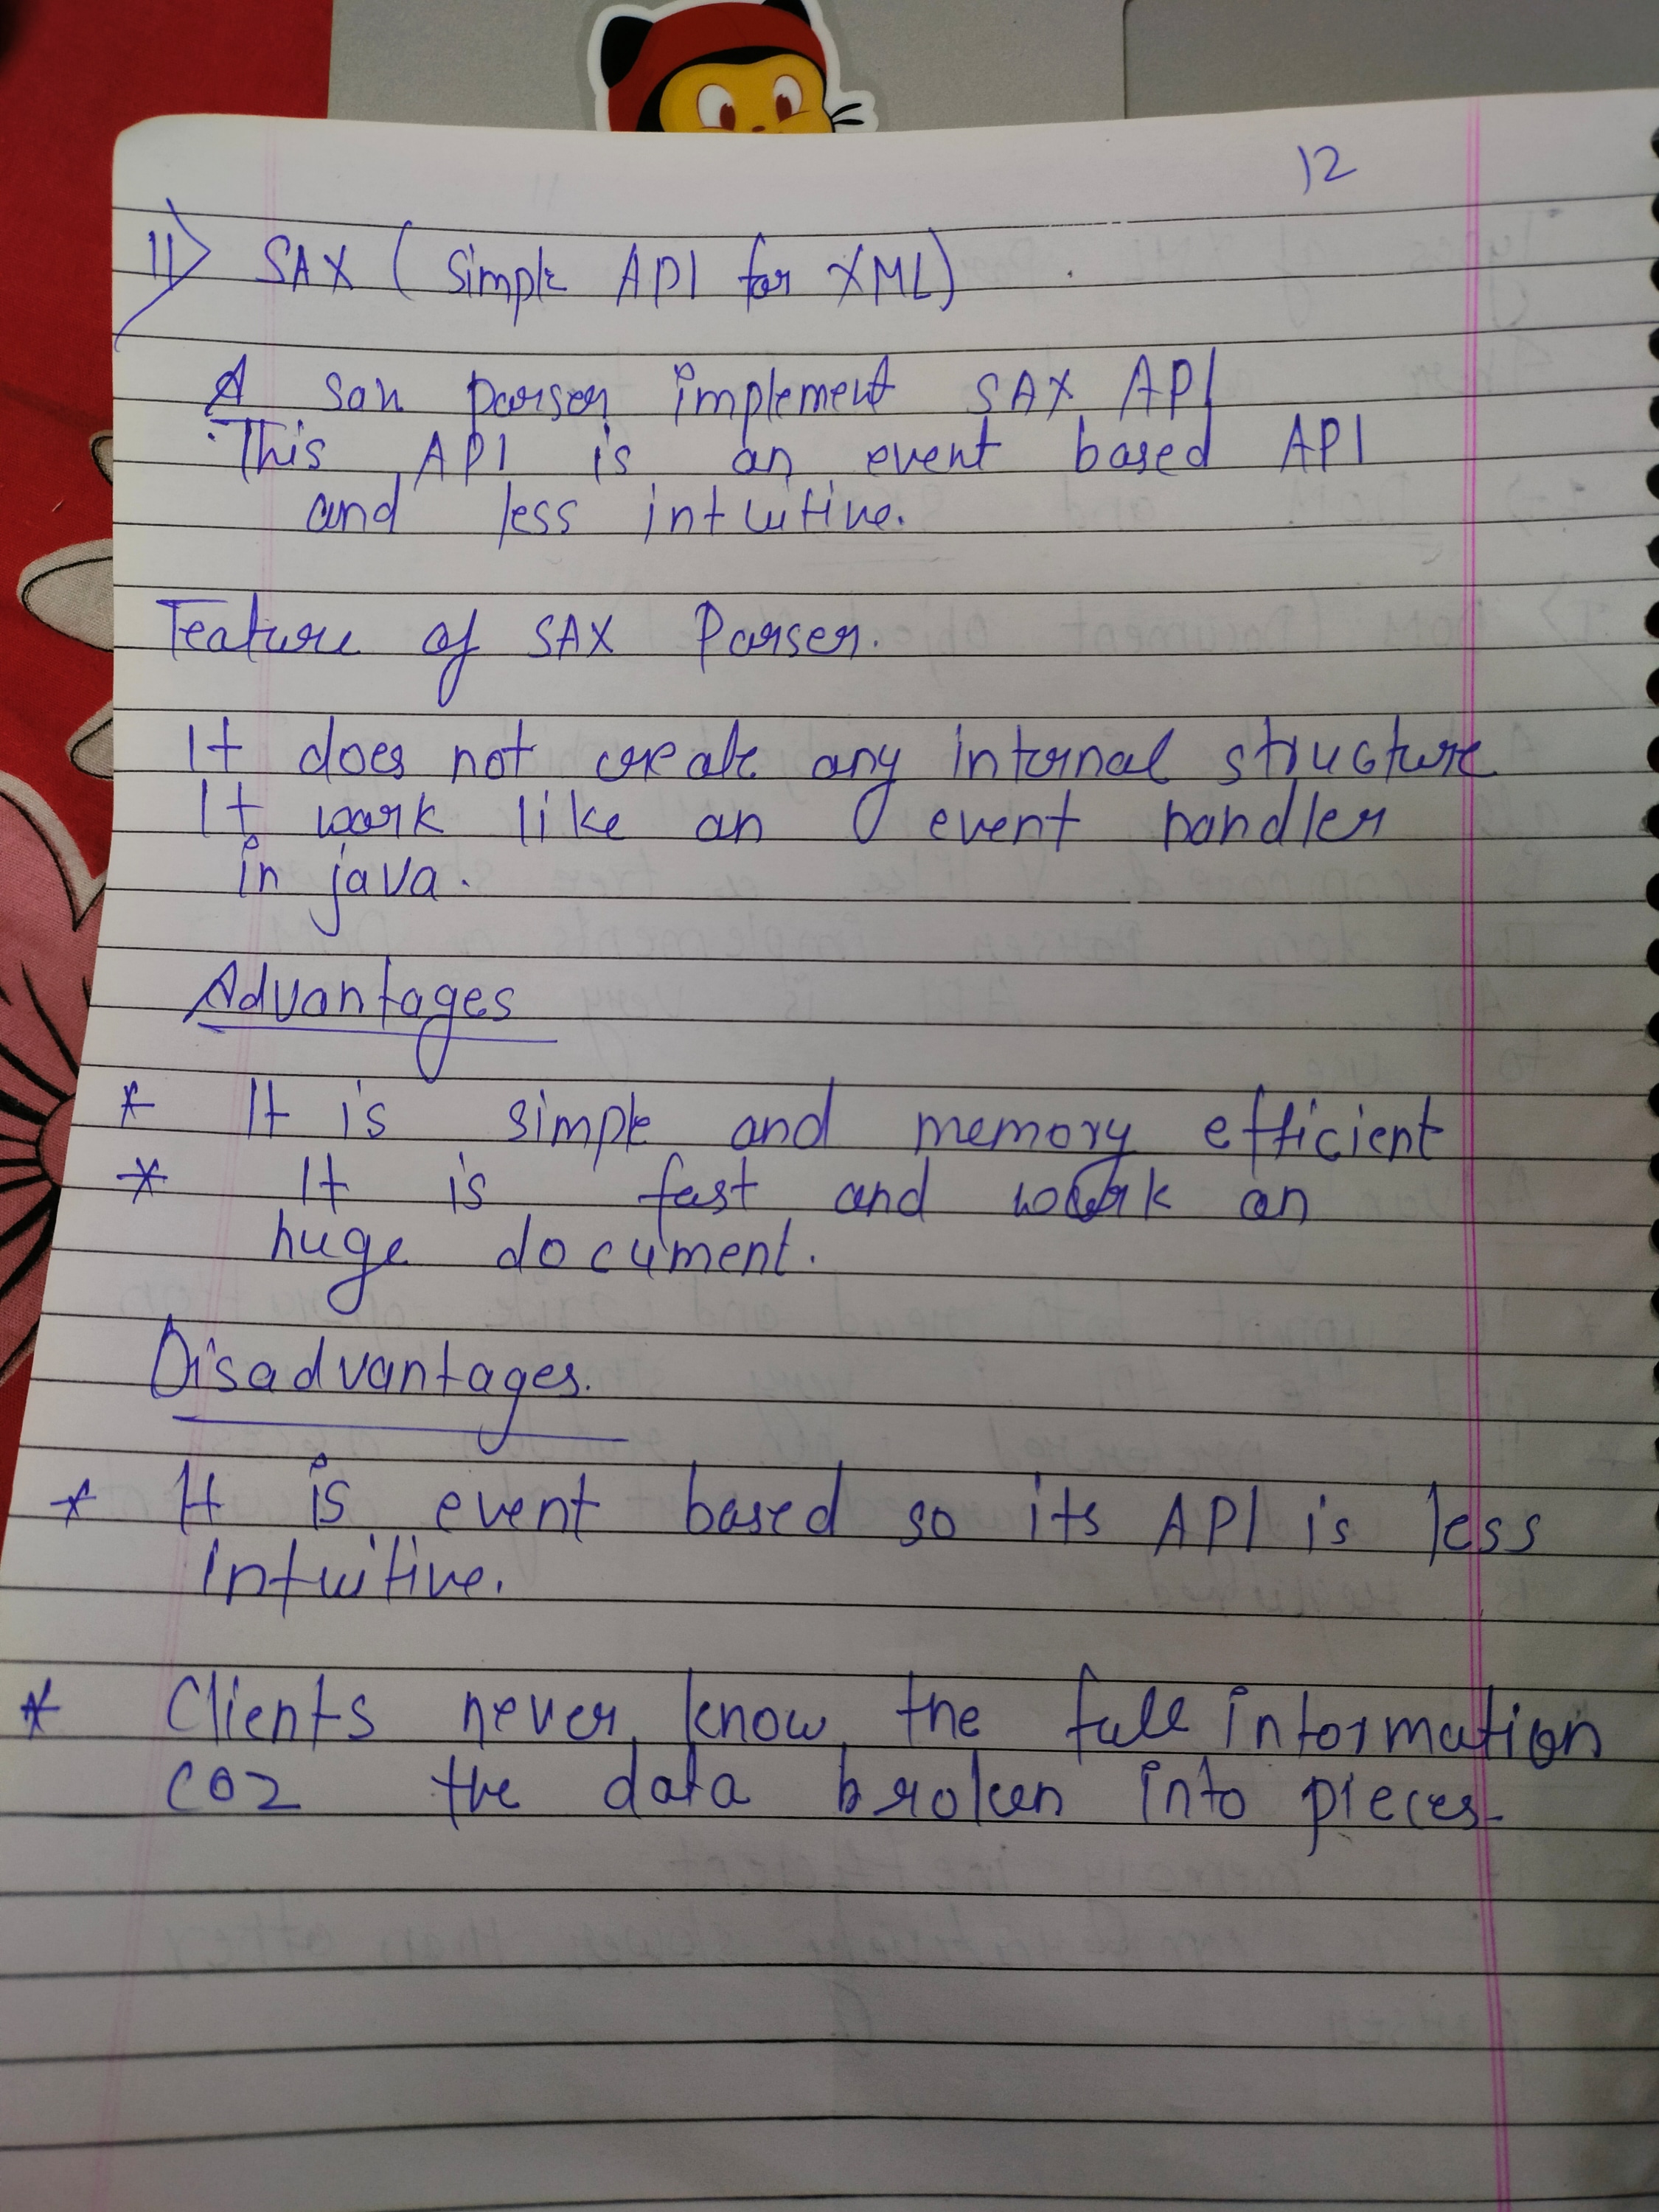 12
11> SAX ( Simple API for XML)
A sax parser implement SAX API
This API is an event based API
and less intuitive.
Feature of SAX Parser.
It does not create any internal structure
It work like an event handler
in java.
Advantages
* It is simple and memory efficient
* It is fast and work on
huge document.
Disadvantages.
* It is event based so its API is less
intuitive.
* Clients never know the full information
coz the data broken into pieces